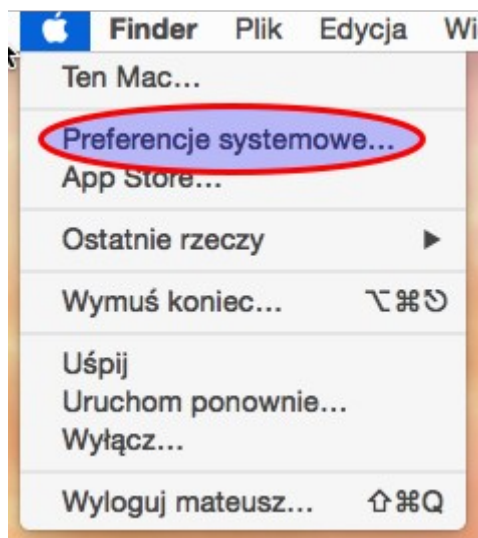 Finder Plik Edycja Wi
Ten Mac...
Preferencje systemowe...
App Store...
Ostatnie rzeczy ▶
Wymuś koniec... ⌥⌘⎋
Uśpij
Uruchom ponownie...
Wyłącz...
Wyloguj mateusz... ⇧⌘Q